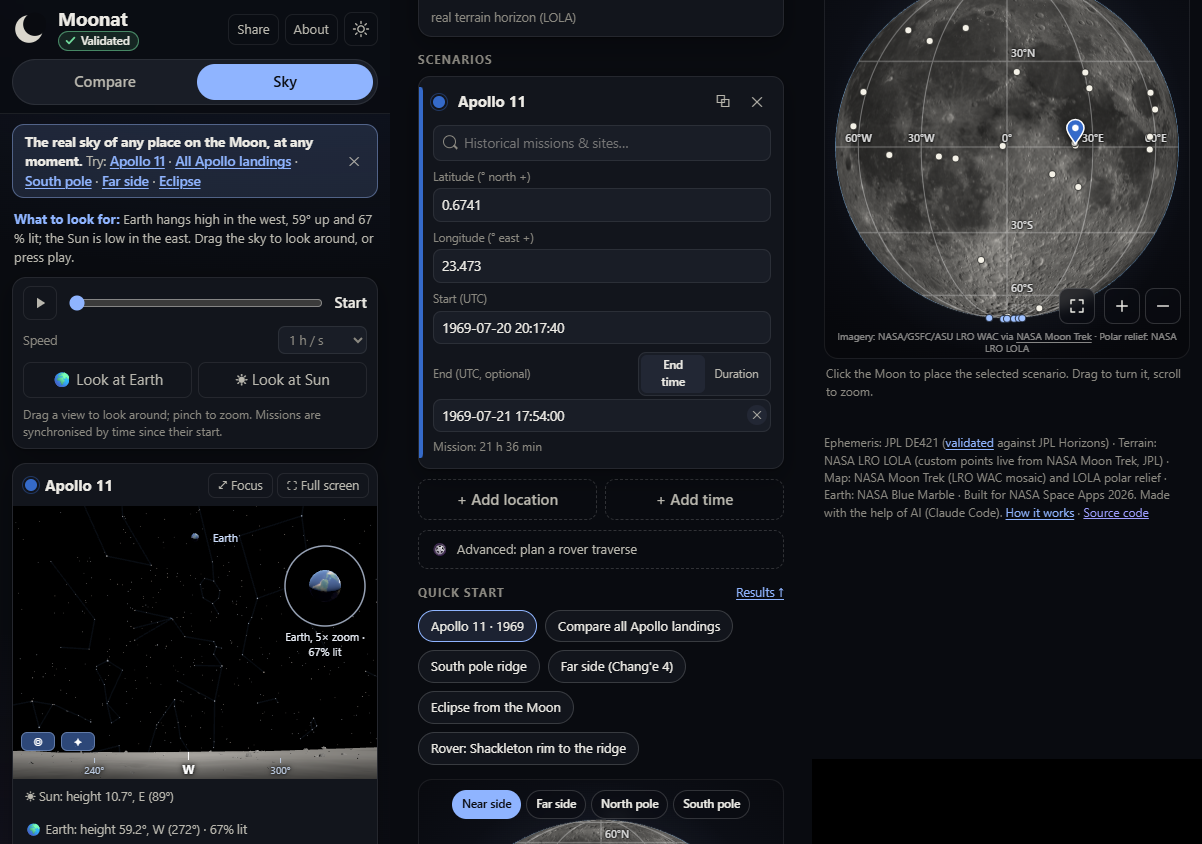 Moonat
Validated
Share
About
Compare
Sky
The real sky of any place on the Moon, at any
moment. Try: Apollo 11 · All Apollo landings ·
South pole · Far side · Eclipse
What to look for: Earth hangs high in the west, 59° up and 67
% lit; the Sun is low in the east. Drag the sky to look around, or
press play.
Start
Speed
1 h / s
Look at Earth
Look at Sun
Drag a view to look around; pinch to zoom. Missions are
synchronised by time since their start.
Apollo 11
Focus
Full screen
Earth
Earth, 5× zoom ·
67% lit
240°
W
300°
Sun: height 10.7°, E (89°)
Earth: height 59.2°, W (272°) · 67% lit
real terrain horizon (LOLA)
SCENARIOS
Apollo 11
Historical missions & sites...
Latitude (° north +)
0.6741
Longitude (° east +)
23.473
Start (UTC)
1969-07-20 20:17:40
End (UTC, optional)
End
time
Duration
1969-07-21 17:54:00
Mission: 21 h 36 min
+ Add location
+ Add time
Advanced: plan a rover traverse
QUICK START
Results ↑
Apollo 11 · 1969
Compare all Apollo landings
South pole ridge
Far side (Chang'e 4)
Eclipse from the Moon
Rover: Shackleton rim to the ridge
Near side
Far side
North pole
South pole
60°N
30°N
60°W
30°W
0°
30°E
30°S
60°S
Imagery: NASA/GSFC/ASU LRO WAC via NASA Moon Trek · Polar relief: NASA
LRO LOLA
Click the Moon to place the selected scenario. Drag to turn it, scroll
to zoom.
Ephemeris: JPL DE421 (validated against JPL Horizons) · Terrain:
NASA LRO LOLA (custom points live from NASA Moon Trek, JPL) ·
Map: NASA Moon Trek (LRO WAC mosaic) and LOLA polar relief ·
Earth: NASA Blue Marble · Built for NASA Space Apps 2026. Made
with the help of AI (Claude Code). How it works · Source code